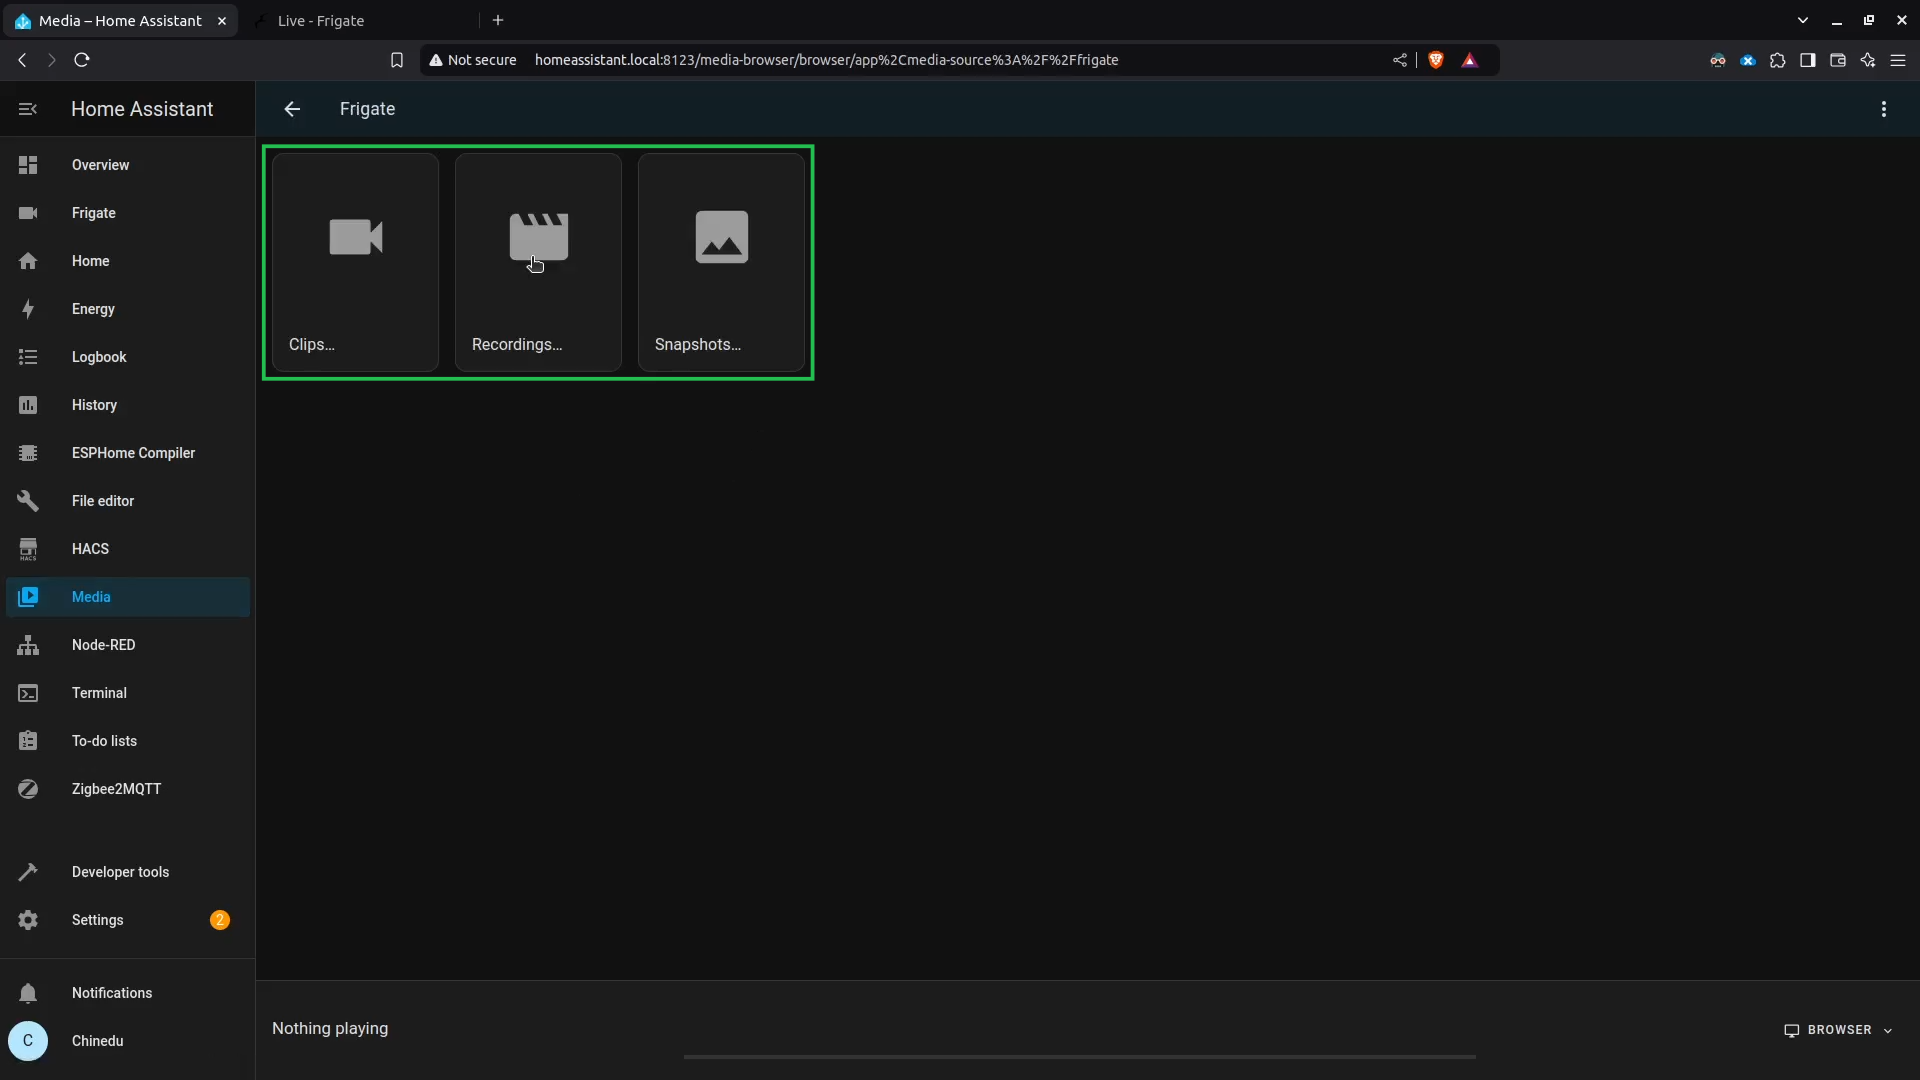 Media – Home Assistant
Live - Frigate
Not secure
homeassistant.local:8123/media-browser/browser/app%2Cmedia-source%3A%2F%2Ffrigate
Home Assistant
Frigate
Overview
Frigate
Home
Energy
Logbook
History
ESPHome Compiler
File editor
HACS
HACS
Media
Node-RED
Terminal
To-do lists
Zigbee2MQTT
Developer tools
Settings
2
Notifications
C
Chinedu
Clips...
Recordings...
Snapshots...
Nothing playing
BROWSER